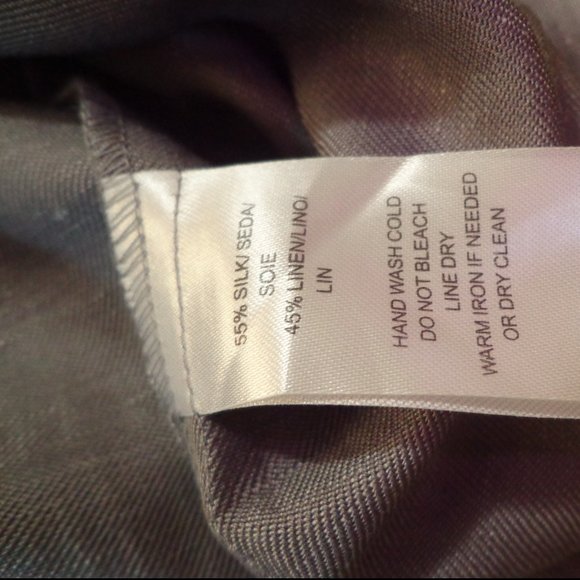 55% SILK/ SEDA/
SOIE
45% LINEN/LINO/
LIN
HAND WASH COLD
DO NOT BLEACH
LINE DRY
WARM IRON IF NEEDED
OR DRY CLEAN